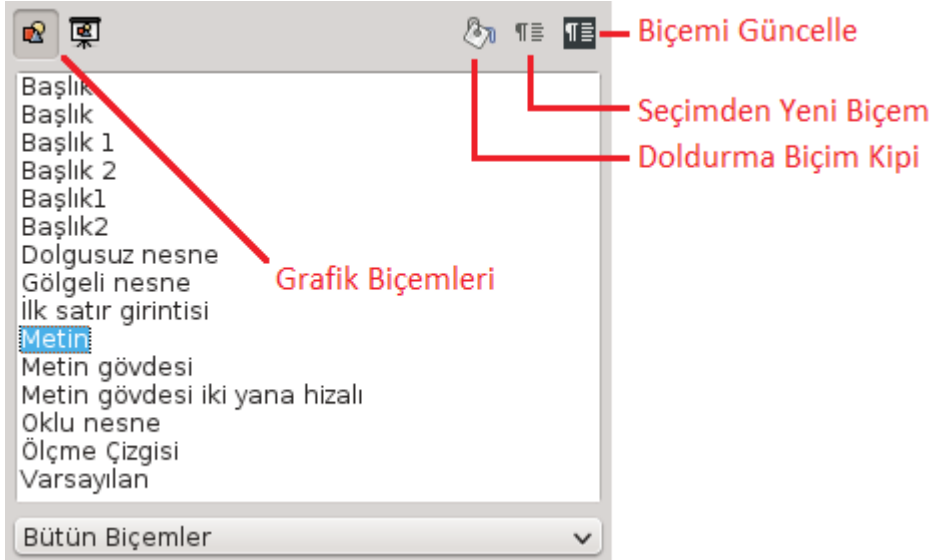 Biçemi Güncelle
Seçimden Yeni Biçem
Doldurma Biçim Kipi
Başlık
Başlık
Başlık 1
Başlık 2
Başlık1
Başlık2
Dolgusuz nesne
Grafik Biçemleri
Gölgeli nesne
İlk satır girintisi
Metin
Metin gövdesi
Metin gövdesi iki yana hizalı
Oklu nesne
Ölçme Çizgisi
Varsayılan
Bütün Biçemler